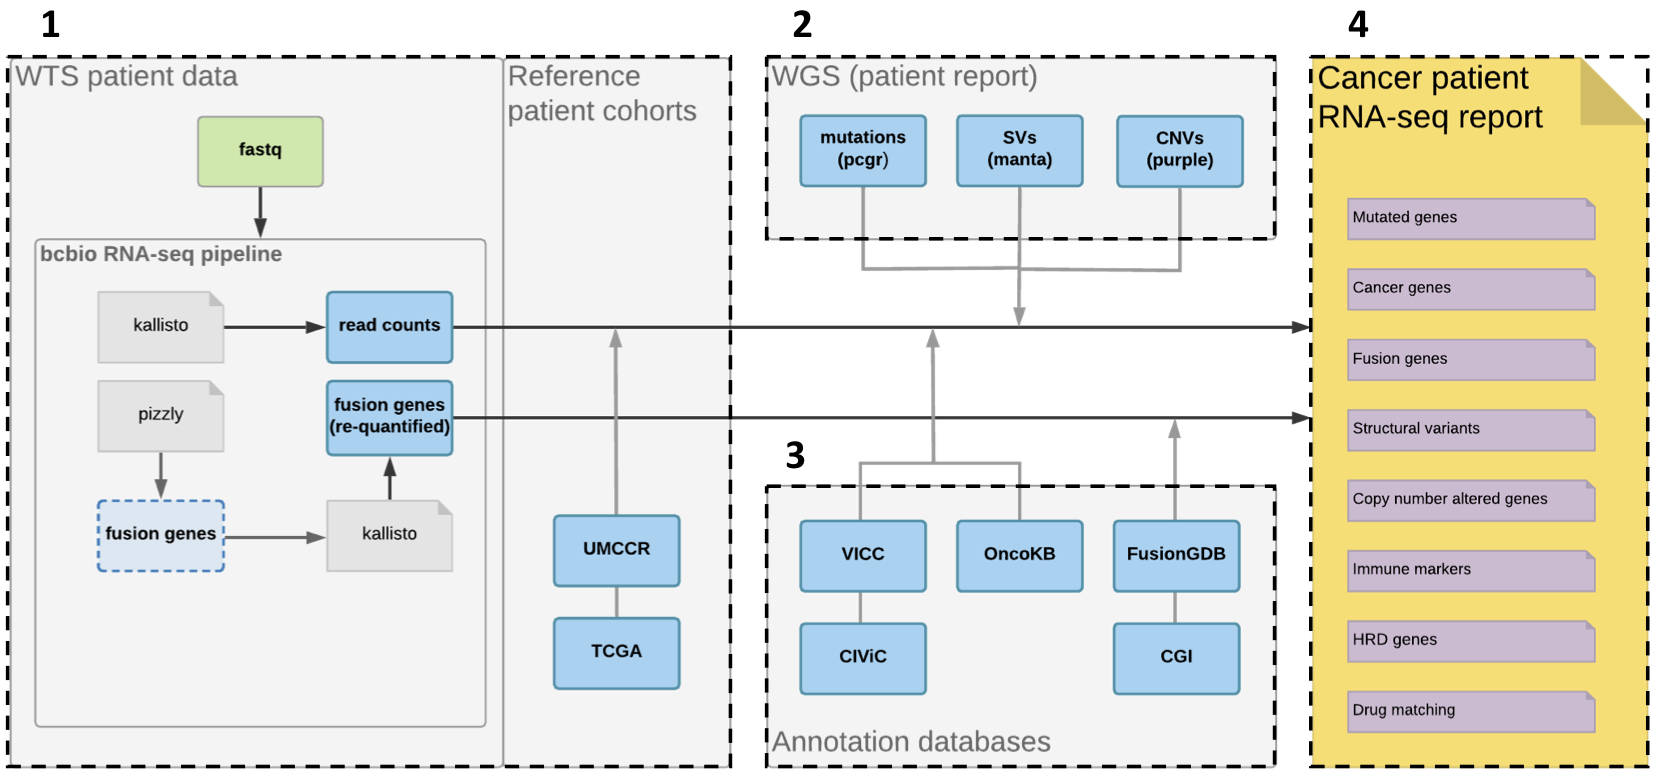 1
WTS patient data
fastq
bcbio RNA-seq pipeline
kallisto
read counts
pizzly
fusion genes
(re-quantified)
fusion genes
kallisto
Reference
patient cohorts
UMCCR
TCGA
2
WGS (patient report)
mutations
(pcgr)
SVs
(manta)
CNVs
(purple)
3
VICC
OncoKB
FusionGDB
CIViC
CGI
Annotation databases
4
Cancer patient
RNA-seq report
Mutated genes
Cancer genes
Fusion genes
Structural variants
Copy number altered genes
Immune markers
HRD genes
Drug matching